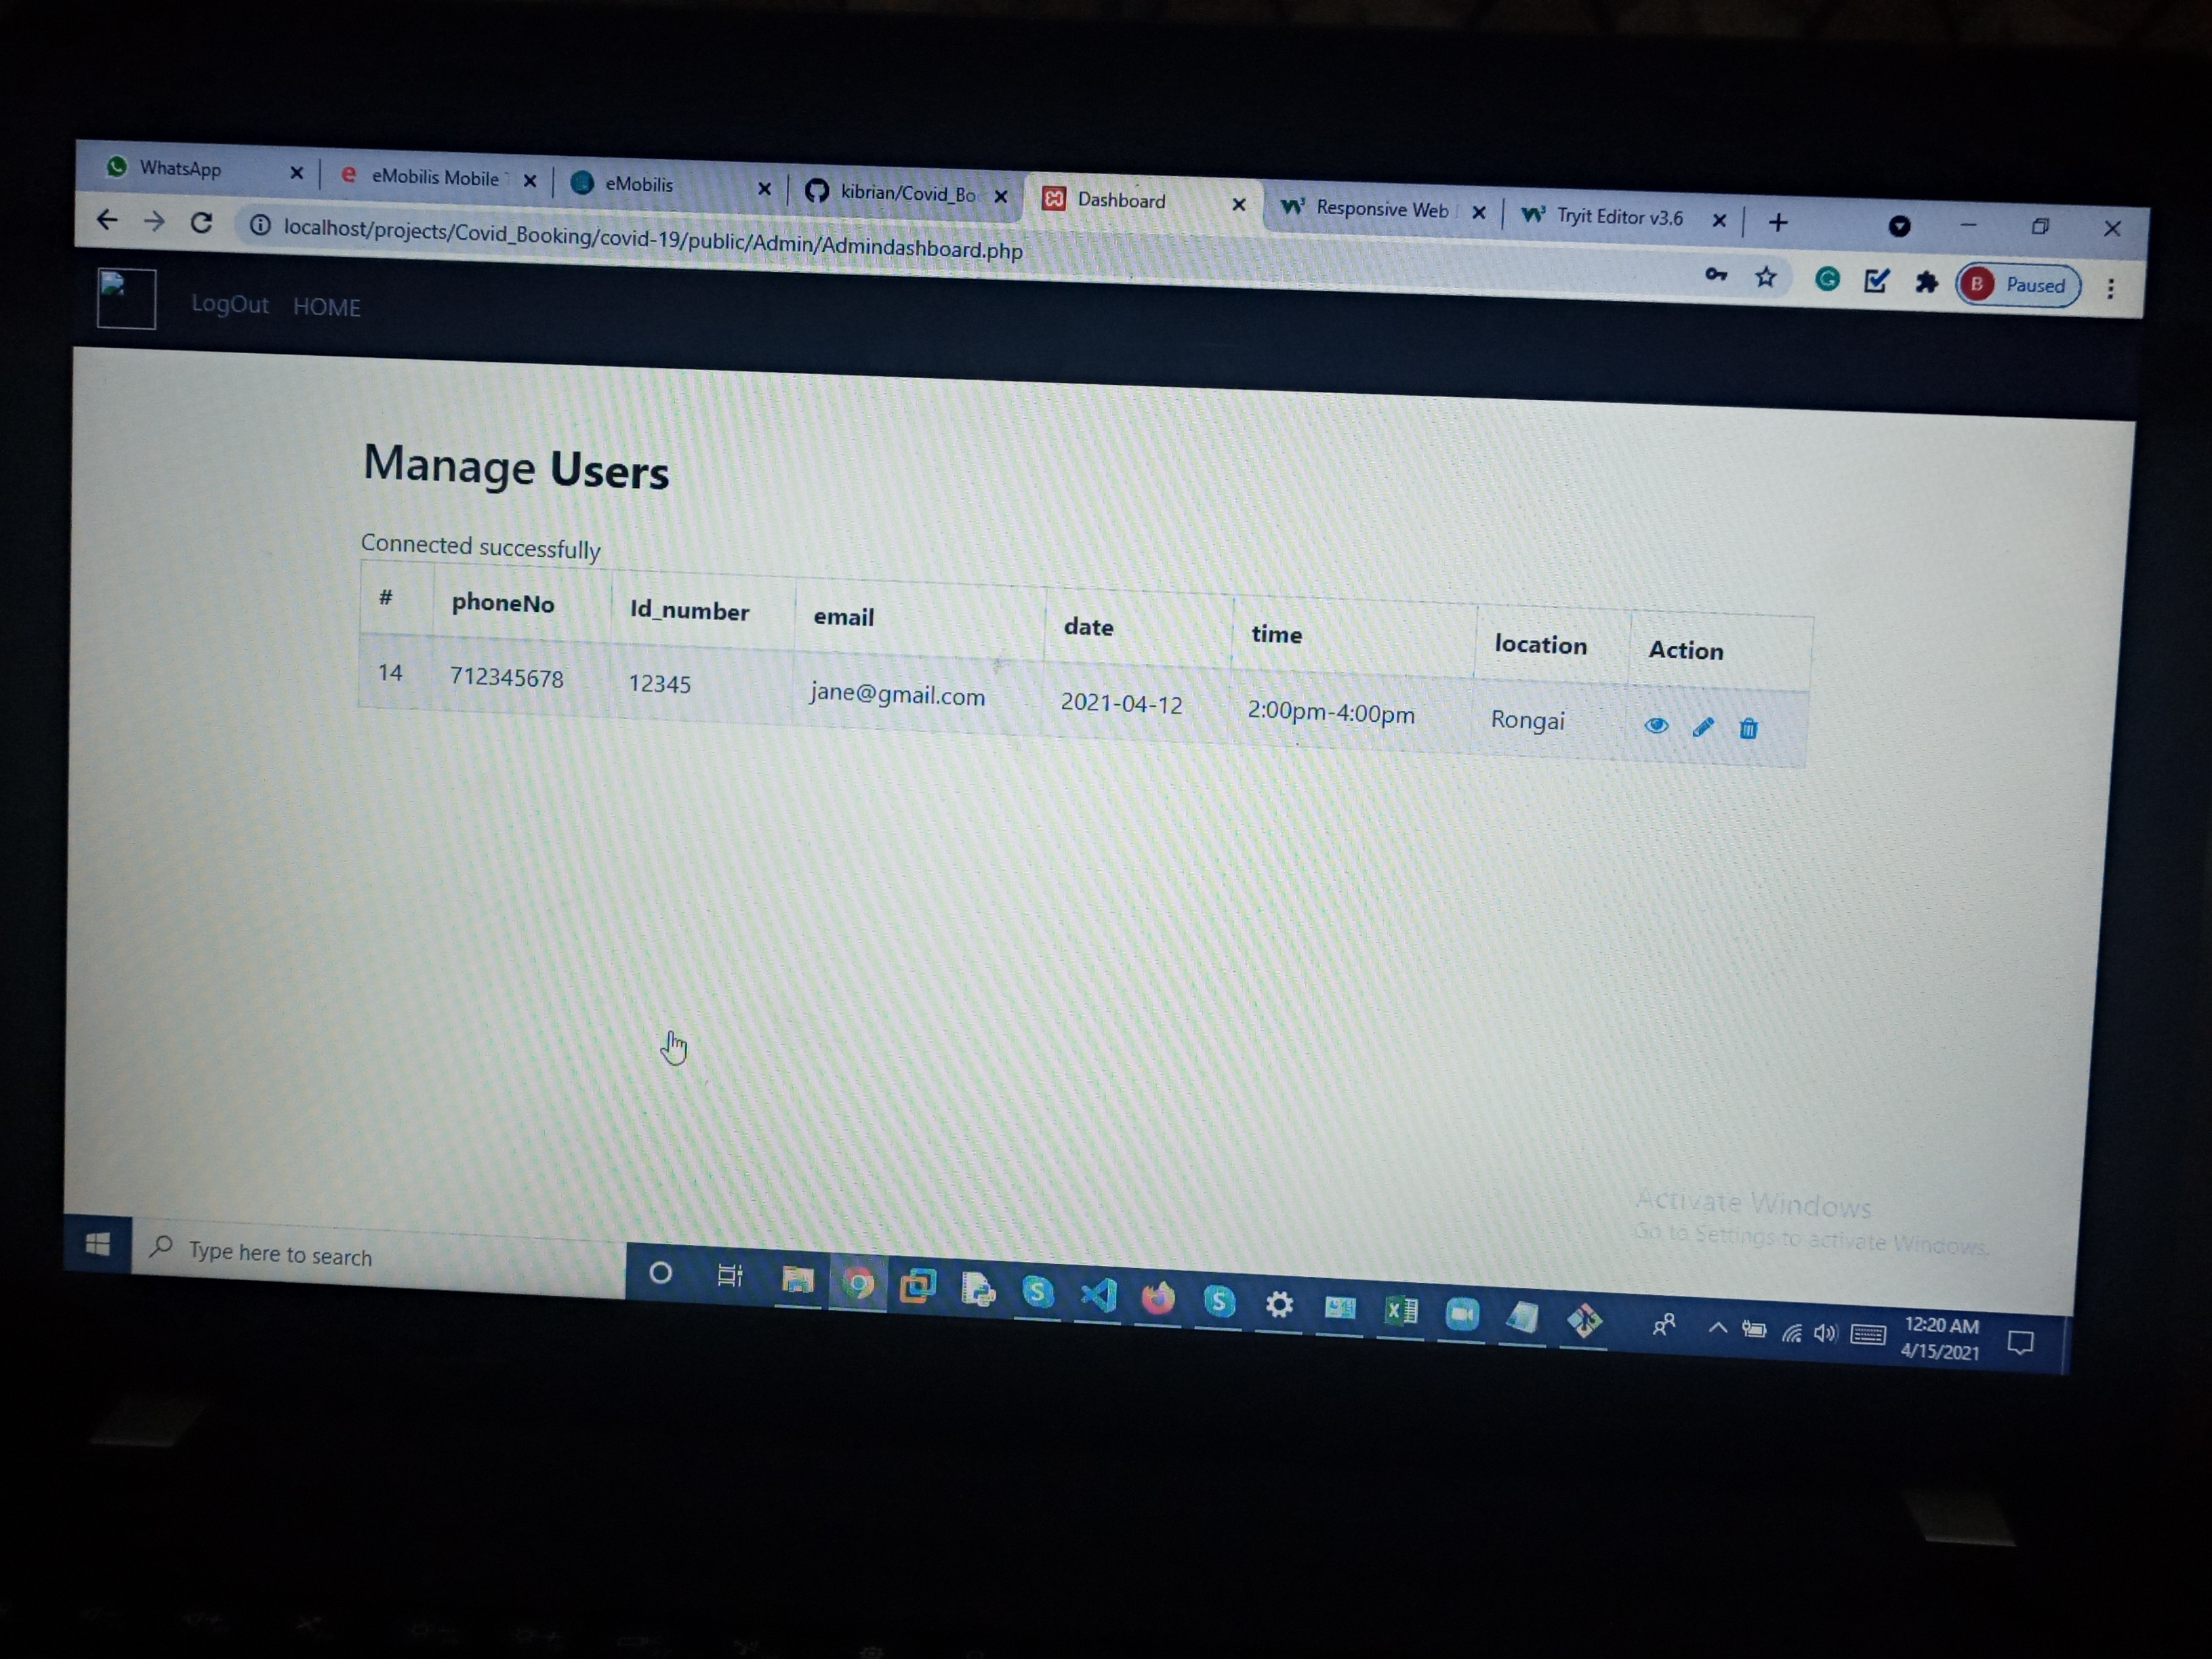 WhatsApp
eMobilis Mobile
eMobilis
kibrian/Covid_Bo
Dashboard
Responsive Web
Tryit Editor v3.6
localhost/projects/Covid_Booking/covid-19/public/Admin/Admindashboard.php
B Paused
LogOut HOME
Manage Users
Connected successfully
# phoneNo Id_number email date time location Action
14 712345678 12345 jane@gmail.com 2021-04-12 2:00pm-4:00pm Rongai
Activate Windows
Go to Settings to activate Windows.
Type here to search
12:20 AM
4/15/2021